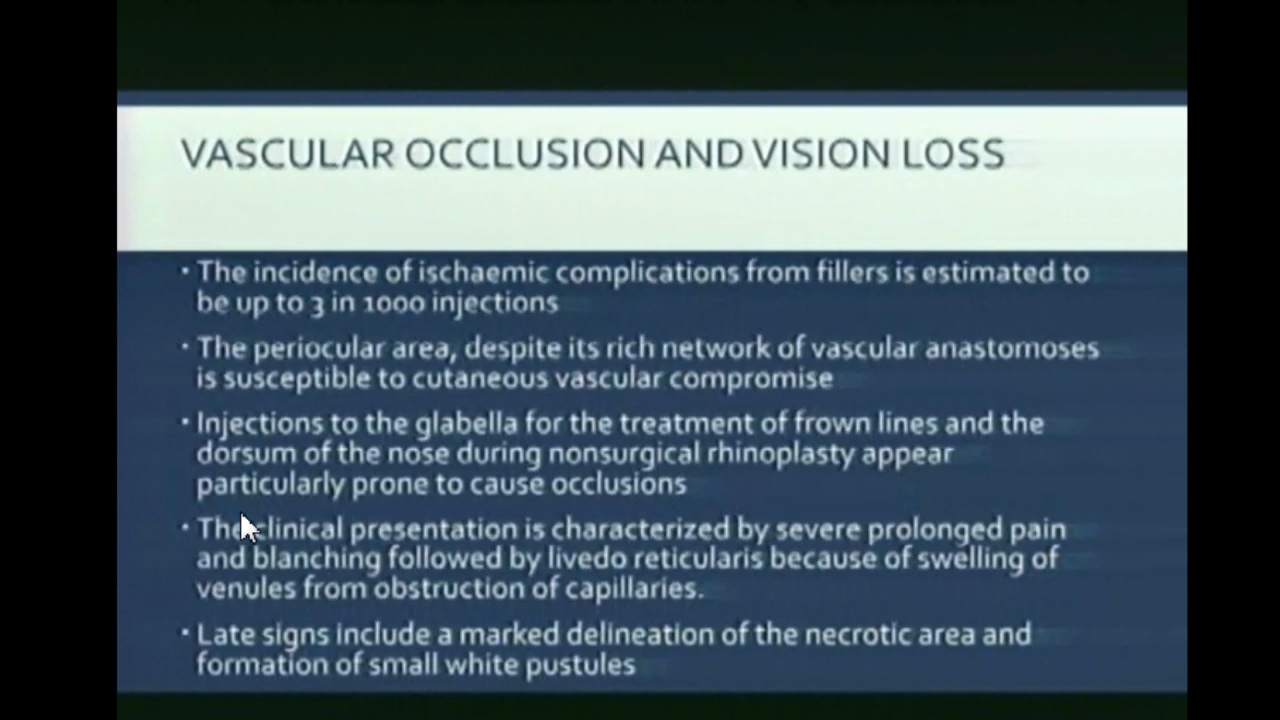 VASCULAR OCCLUSION AND VISION LOSS
· The incidence of ischaemic complications from fillers is estimated to
be up to 3 in 1000 injections
· The periocular area, despite its rich network of vascular anastomoses
is susceptible to cutaneous vascular compromise
· Injections to the glabella for the treatment of frown lines and the
dorsum of the nose during nonsurgical rhinoplasty appear
particularly prone to cause occlusions
· The clinical presentation is characterized by severe prolonged pain
and blanching followed by livedo reticularis because of swelling of
venules from obstruction of capillaries.
· Late signs include a marked delineation of the necrotic area and
formation of small white pustules